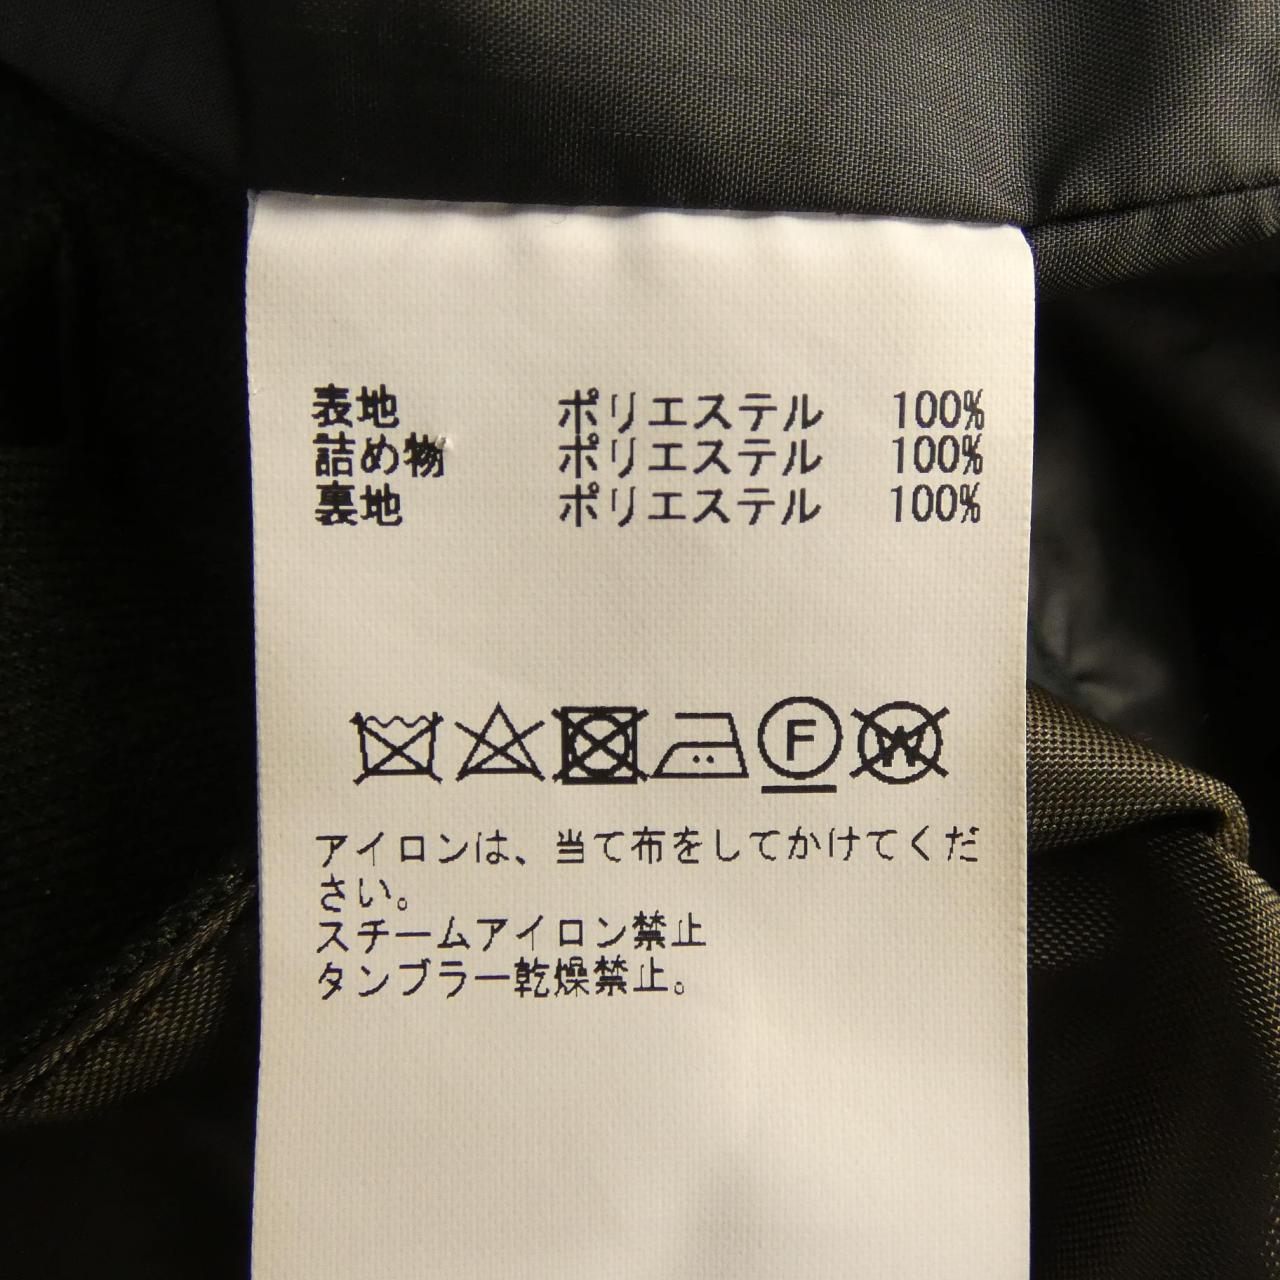 表地 ポリエステル 100%
詰め物 ポリエステル 100%
裏地 ポリエステル 100%
F W
アイロンは、当て布をしてかけてくだ
さい。
スチームアイロン禁止
タンブラー乾燥禁止。